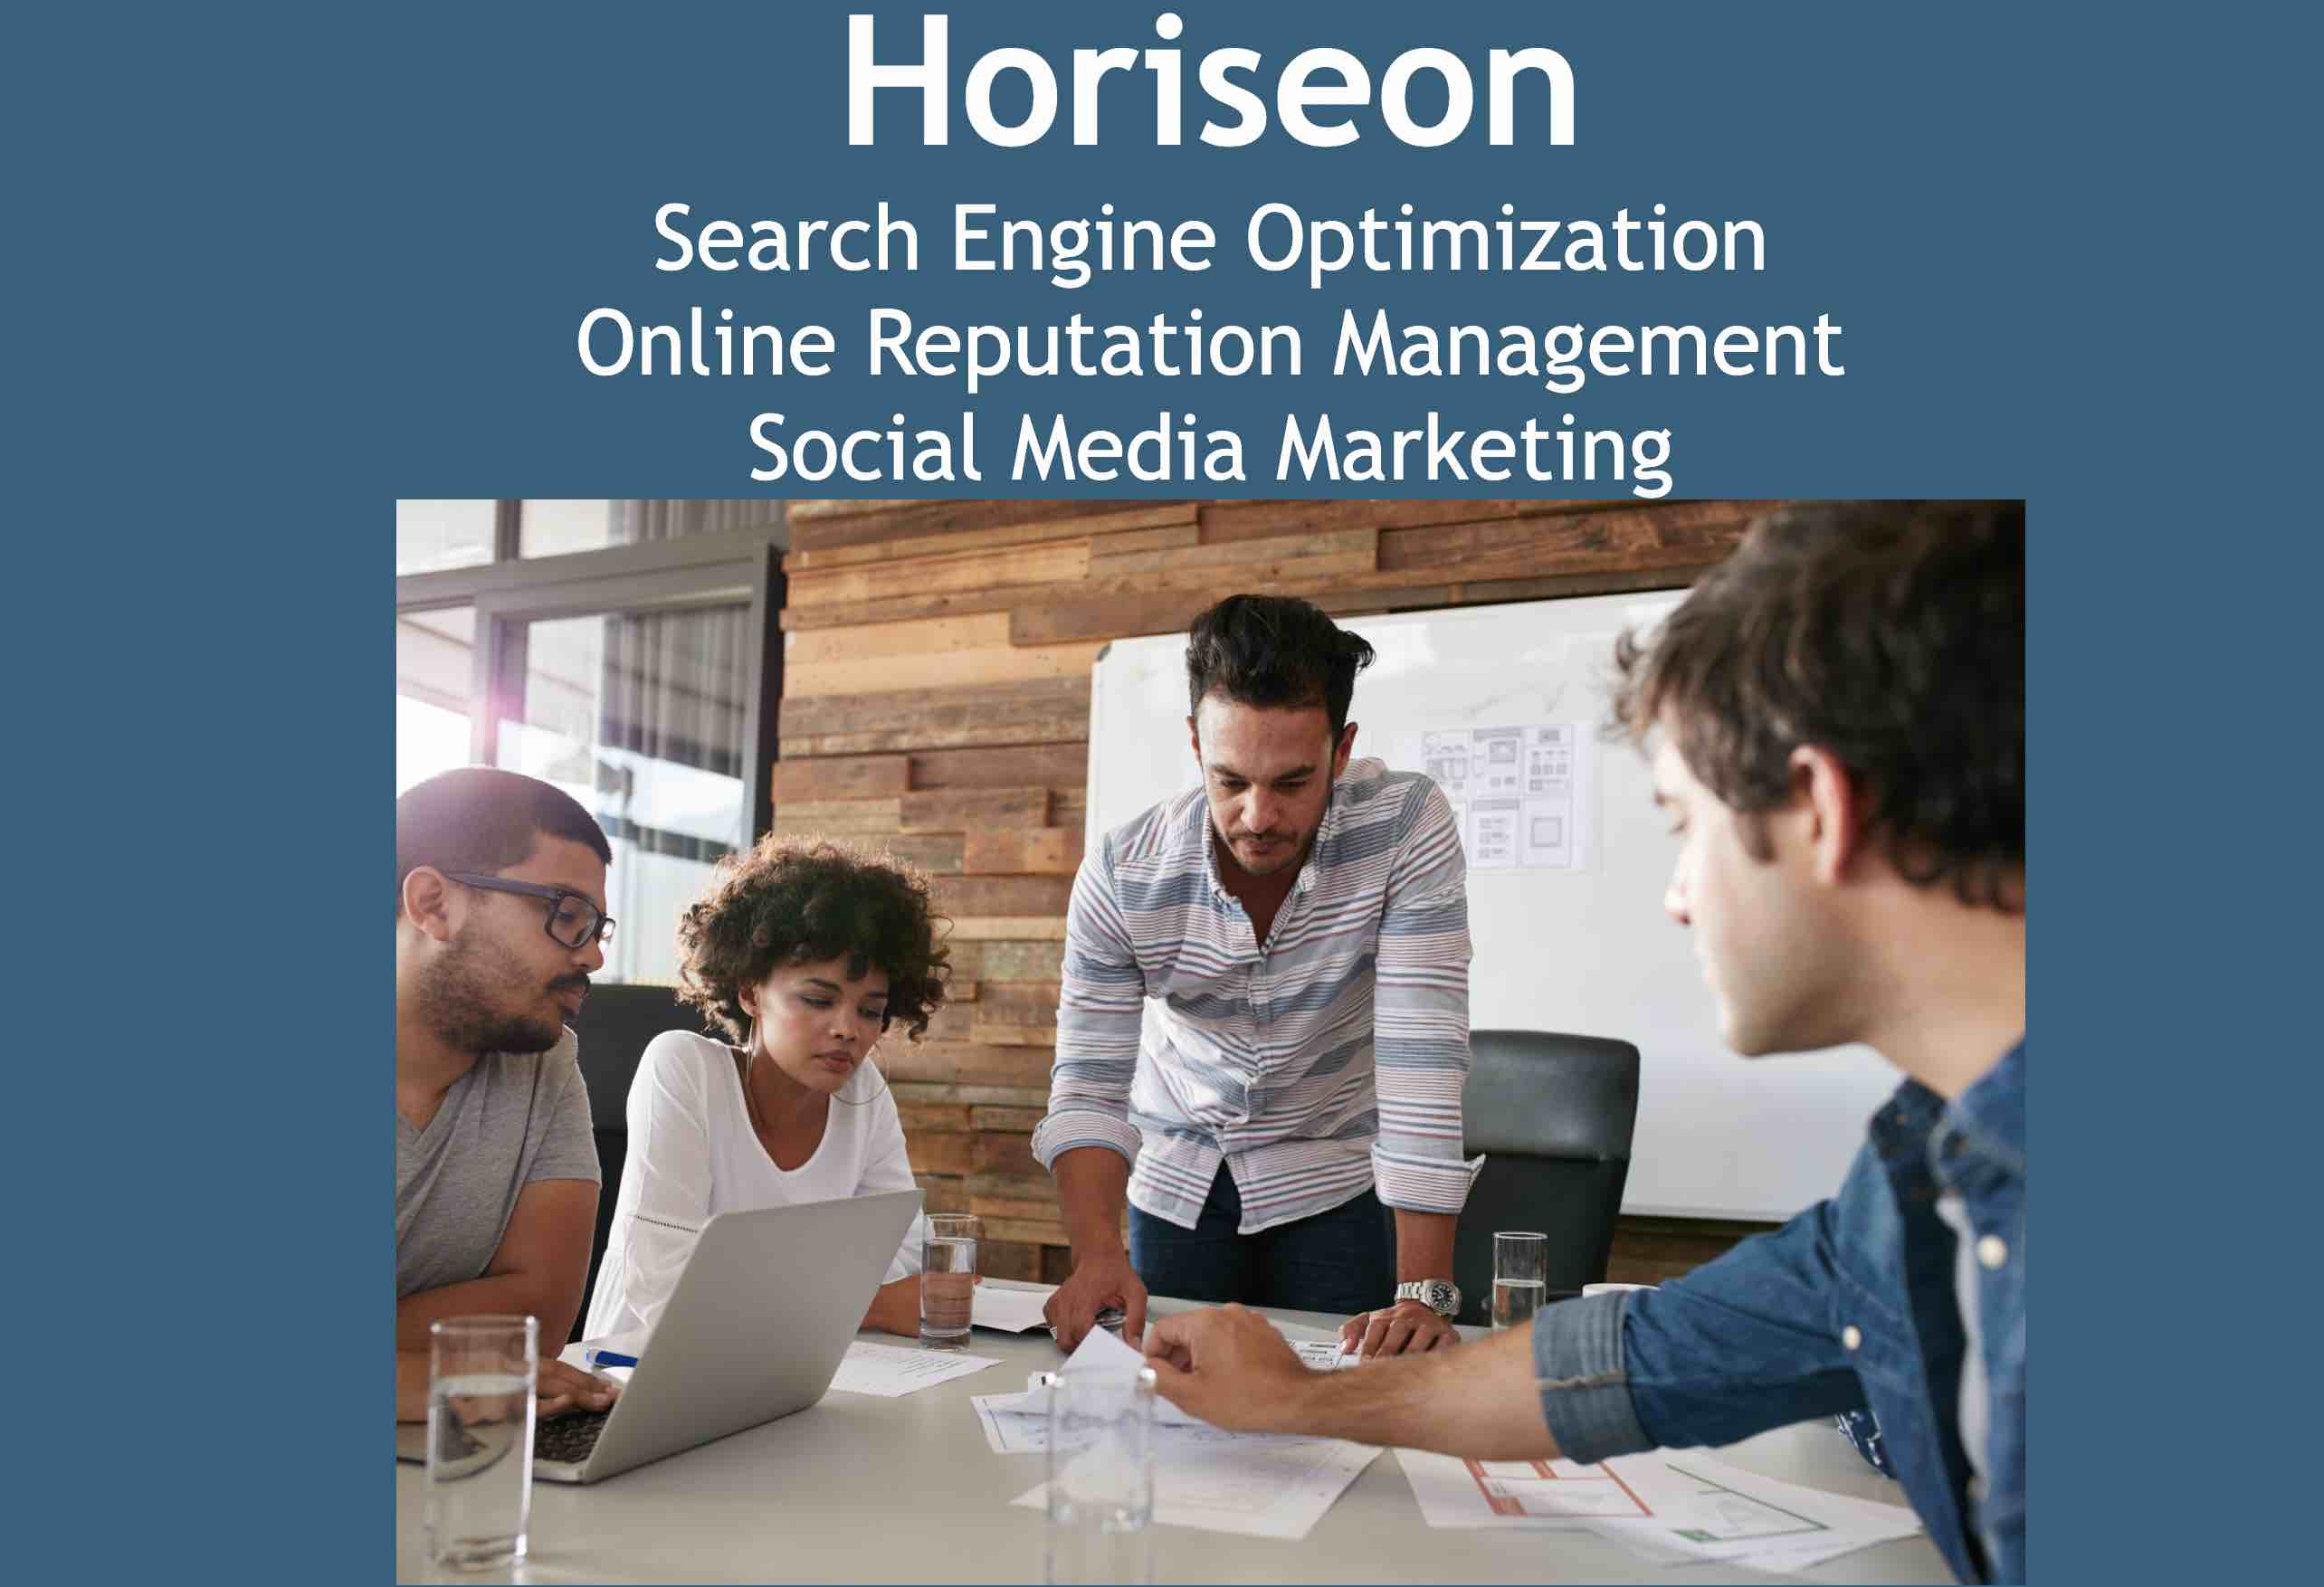 Horiseon
Search Engine Optimization
Online Reputation Management
Social Media Marketing